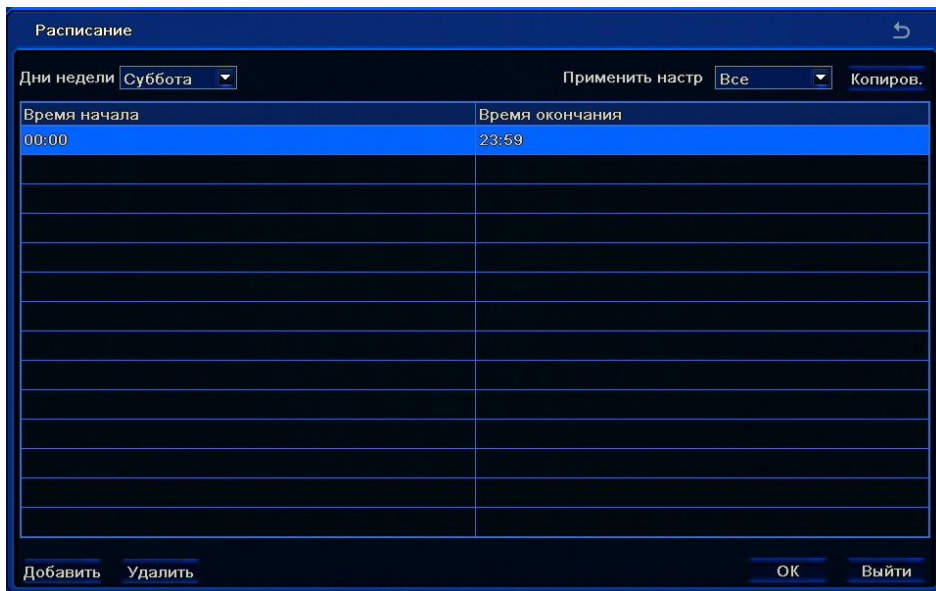 Расписание
Дни недели Суббота Применить настр Все Копиров.
Время начала Время окончания
00:00 23:59
Добавить Удалить ОК Выйти